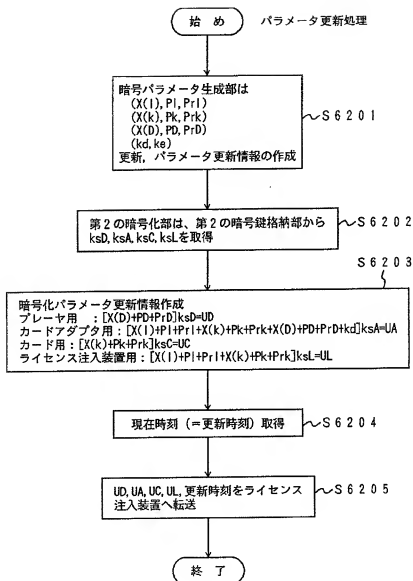 始 め
パラメータ更新処理
暗号パラメータ生成部は
(X(l),Pl,Prl)
(X(k),Pk,Prk)
(X(D),PD,PrD)
(kd,ke)
更新,パラメータ更新情報の作成
S6201
第2の暗号化部は、第2の暗号鍵格納部から
ksD,ksA,ksC,ksLを取得
S6202
S6203
暗号化パラメータ更新情報作成
プレーヤ用 :[X(D)+PD+PrD]ksD=UD
カードアダプタ用:[X(l)+Pl+Prl+X(k)+Pk+Prk+X(D)+PD+PrD+kd]ksA=UA
カード用:[X(k)+Pk+Prk]ksC=UC
ライセンス注入装置用:[X(l)+Pl+Prl+X(k)+Pk+Prk]ksL=UL
現在時刻(=更新時刻)取得
S6204
UD,UA,UC,UL,更新時刻をライセンス
注入装置へ転送
S6205
終 了